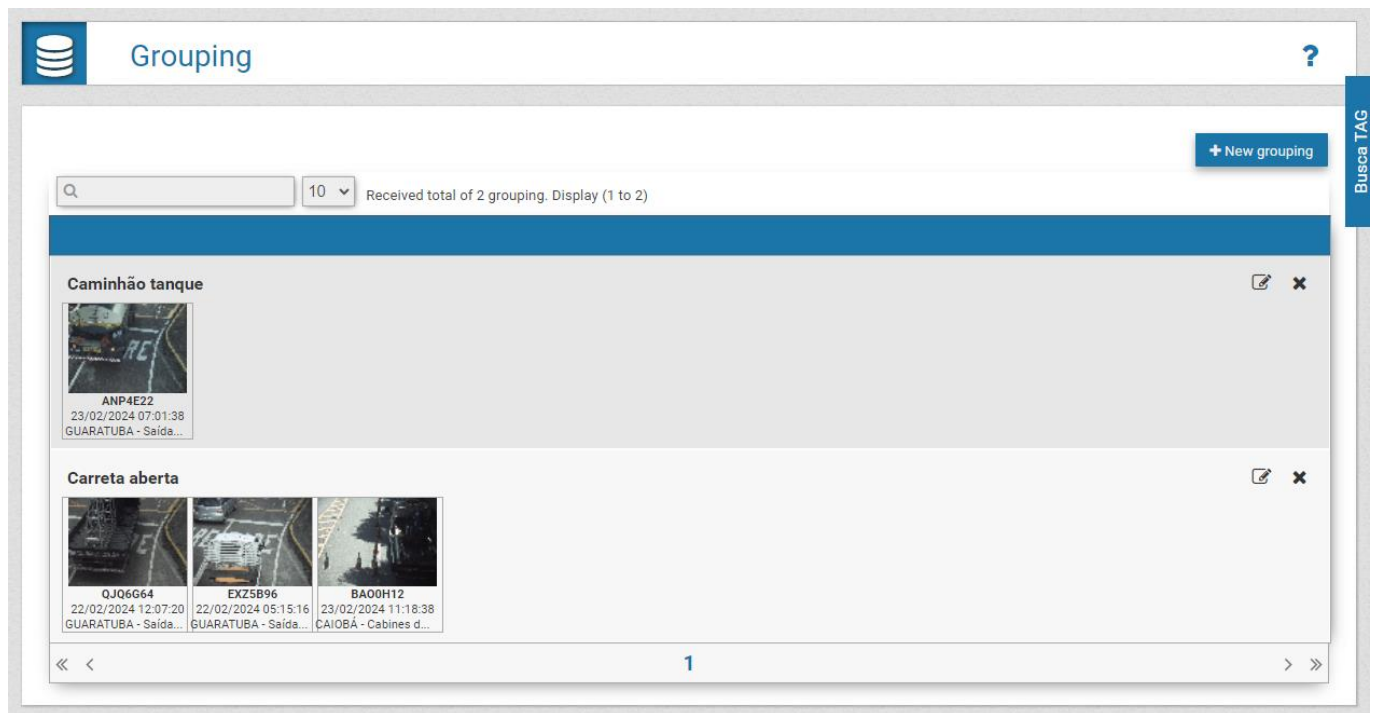 Grouping
?
Busca TAG
+ New grouping
10
Received total of 2 grouping. Display (1 to 2)
Caminhão tanque
RE
ANP4E22
23/02/2024 07:01:38
GUARATUBA - Saída...
Carreta aberta
QJQ6G64 EXZ5B96 BAO0H12
22/02/2024 12:07:20 22/02/2024 05:15:16 23/02/2024 11:18:38
GUARATUBA - Saída... GUARATUBA - Saída... CAIOBÁ - Cabines d...
« < 1 > »